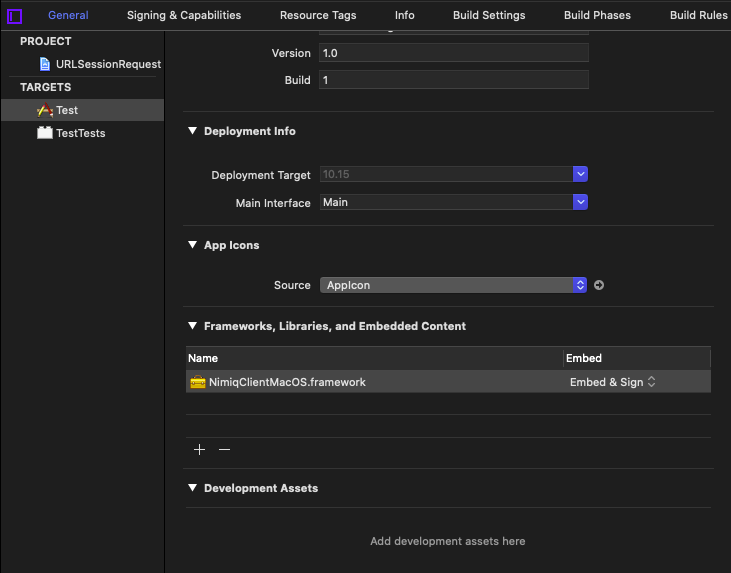 General Signing & Capabilities Resource Tags Info Build Settings Build Phases Build Rules
PROJECT
URLSessionRequest
TARGETS
Test
TestTests
Version 1.0
Build 1
Deployment Info
Deployment Target 10.15
Main Interface Main
App Icons
Source AppIcon
Frameworks, Libraries, and Embedded Content
Name Embed
NimiqClientMacOS.framework Embed & Sign
Development Assets
Add development assets here